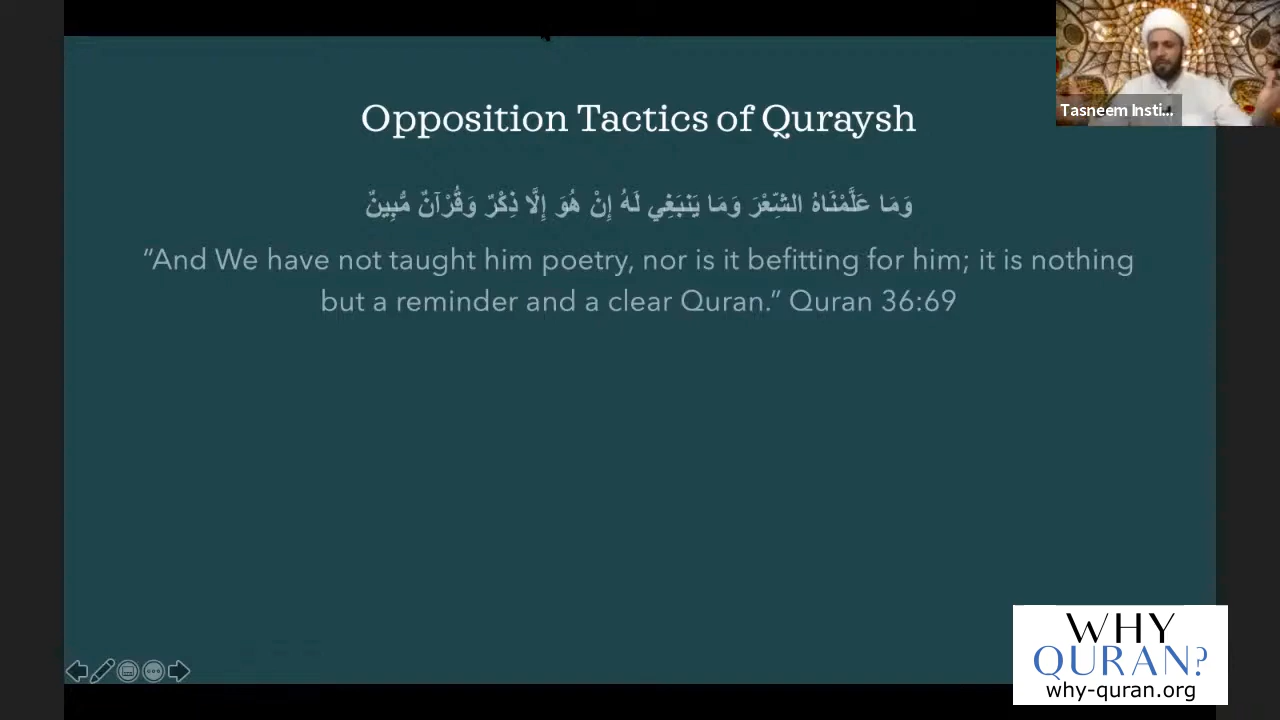 Opposition Tactics of Quraysh
وَمَا عَلَّمْنَاهُ الشِّعْرَ وَمَا يَنبَغِي لَهُ إِنْ هُوَ إِلَّا ذِكْرٌ وَقُرْآنٌ مُّبِينٌ
“And We have not taught him poetry, nor is it befitting for him; it is nothing
but a reminder and a clear Quran.” Quran 36:69
Tasneem Insti...
WHY
QURAN?
why-quran.org